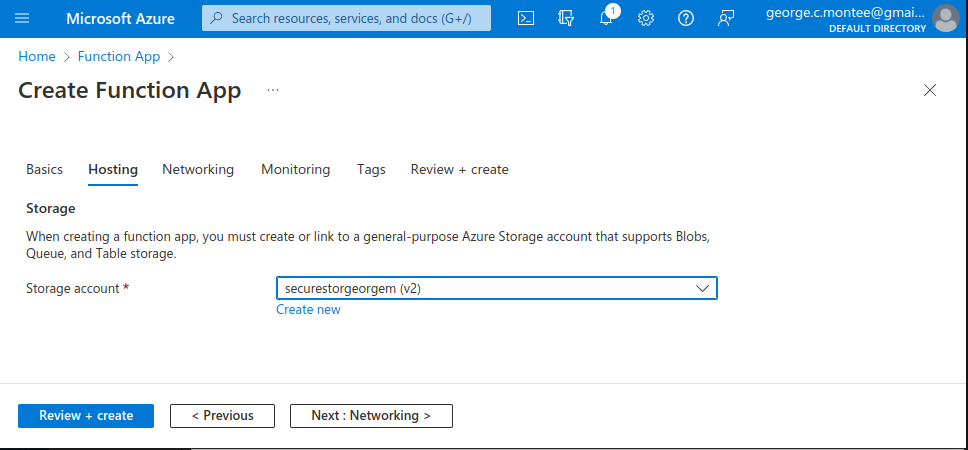 Microsoft Azure
Search resources, services, and docs (G+/)
1
george.c.montee@gmai...
DEFAULT DIRECTORY
Home > Function App >
Create Function App ...
Basics Hosting Networking Monitoring Tags Review + create
Storage
When creating a function app, you must create or link to a general-purpose Azure Storage account that supports Blobs,
Queue, and Table storage.
Storage account * securestorgeorgem (v2)
Create new
Review + create < Previous Next : Networking >